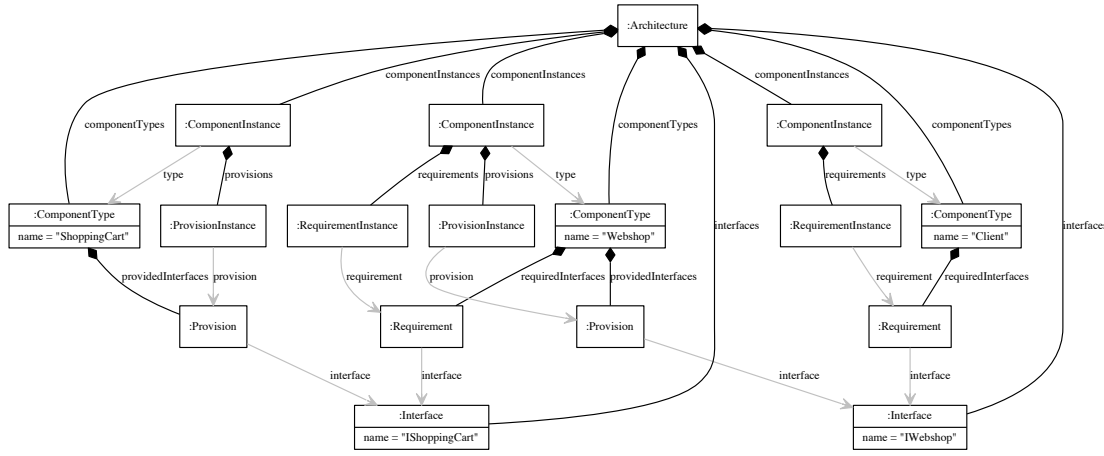 :Architecture
componentInstances
componentInstances
componentInstances
:ComponentInstance
:ComponentInstance
:ComponentInstance
componentTypes
componentTypes
componentTypes
type
provisions
requirements
provisions
type
requirements
type
:ComponentType
name = "ShoppingCart"
:ProvisionInstance
:RequirementInstance
:ProvisionInstance
:ComponentType
name = "Webshop"
interfaces
:RequirementInstance
:ComponentType
name = "Client"
interfaces
providedInterfaces
provision
requirement
provision
requiredInterfaces
providedInterfaces
requirement
requiredInterfaces
:Provision
:Requirement
:Provision
:Requirement
interface
interface
interface
interface
:Interface
name = "IShoppingCart"
:Interface
name = "IWebshop"